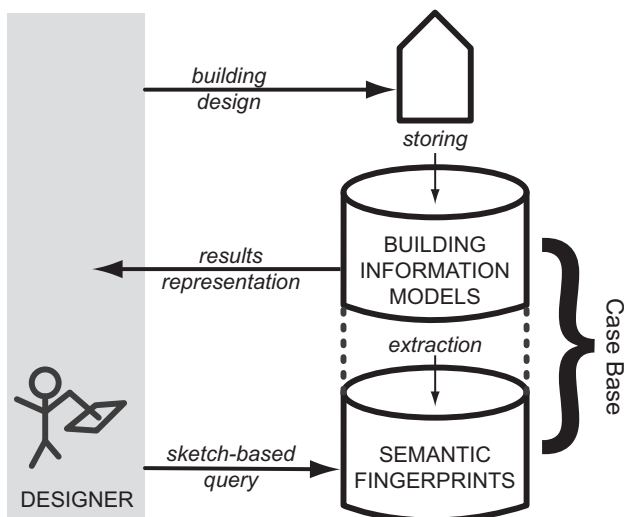 building
design
storing
BUILDING
INFORMATION
MODELS
results
representation
extraction
Case Base
sketch-based
query
SEMANTIC
FINGERPRINTS
DESIGNER